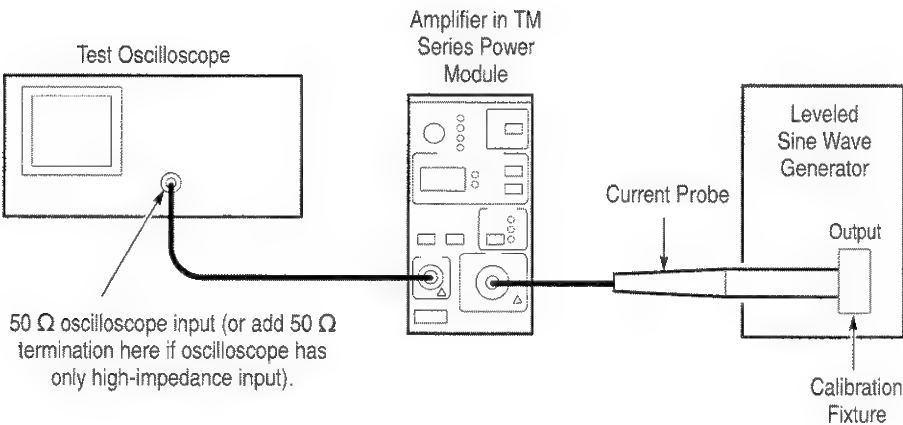 Amplifier in TM
Series Power
Module
Test Oscilloscope
Leveled
Sine Wave
Generator
Current Probe
Output
50 Ω oscilloscope input (or add 50 Ω
termination here if oscilloscope has
only high-impedance input).
Calibration
Fixture